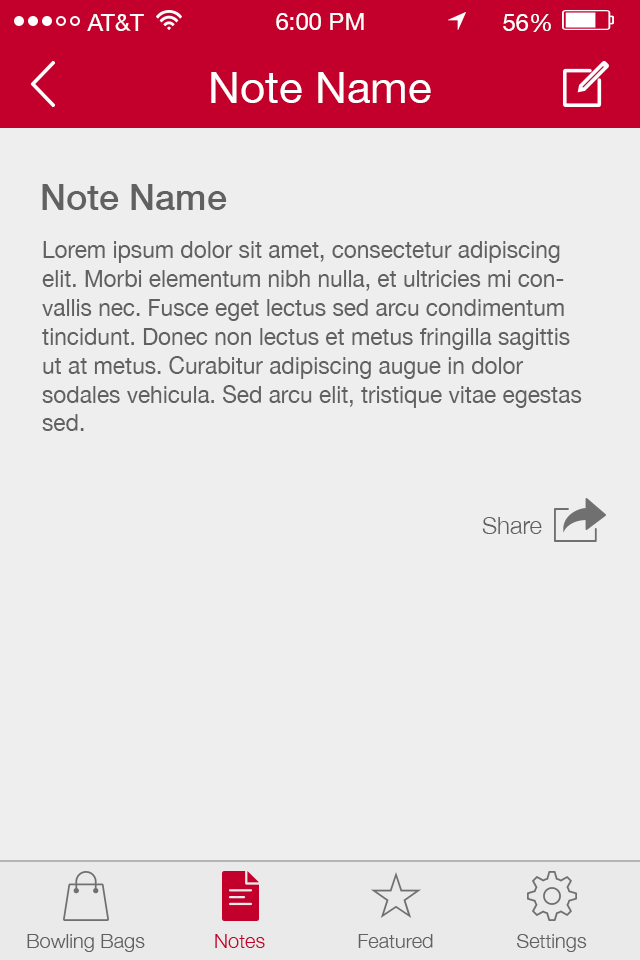 AT&T 6:00 PM 56%
Note Name
Note Name
Lorem ipsum dolor sit amet, consectetur adipiscing
elit. Morbi elementum nibh nulla, et ultricies mi con-
vallis nec. Fusce eget lectus sed arcu condimentum
tincidunt. Donec non lectus et metus fringilla sagittis
ut at metus. Curabitur adipiscing augue in dolor
sodales vehicula. Sed arcu elit, tristique vitae egestas
sed.
Share
Bowling Bags Notes Featured Settings